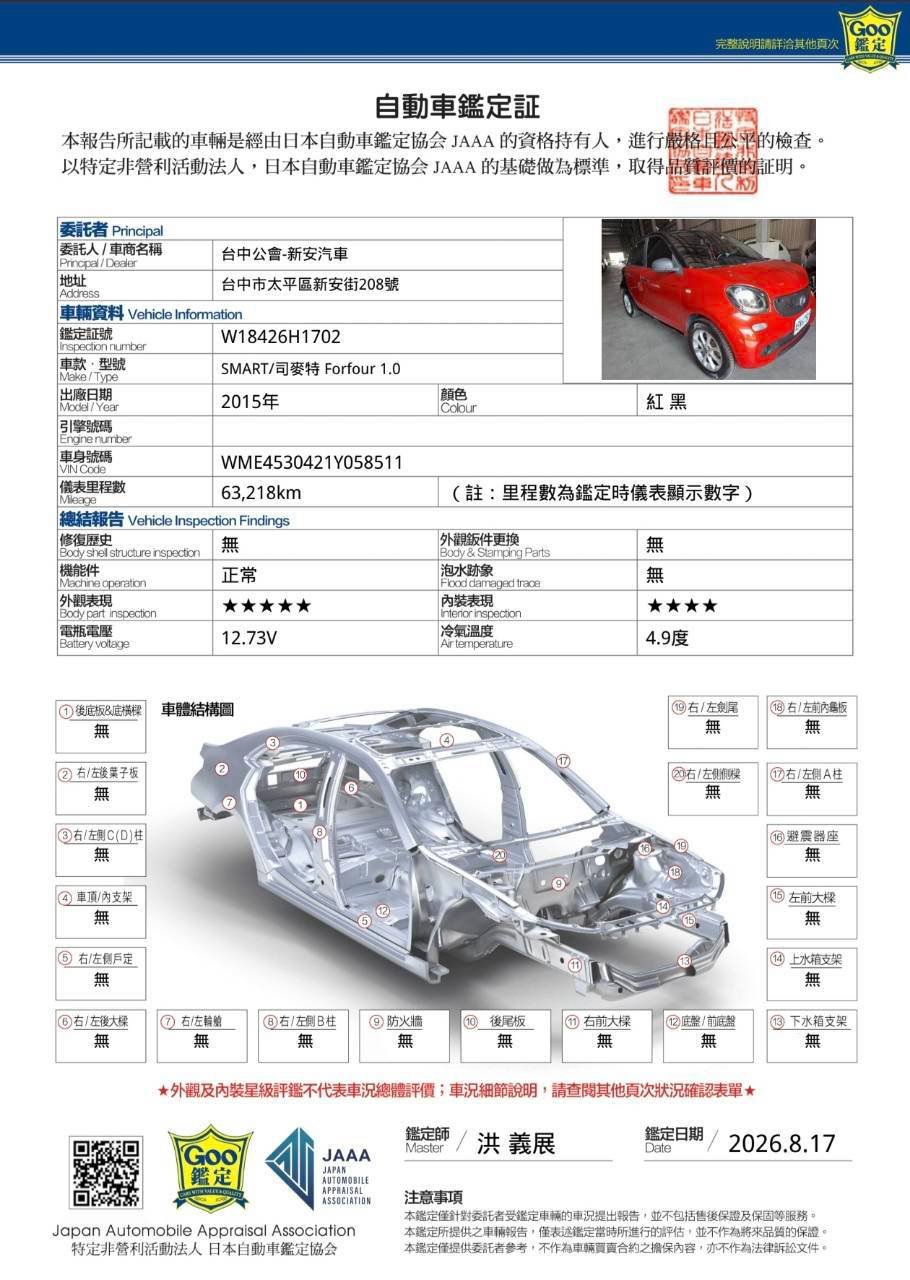 完整說明請詳洽其他頁次
Goo
鑑定
自動車鑑定証
本報告所記載的車輛是經由日本自動車鑑定協会 JAAA 的資格持有人，進行嚴格且公平的檢查。
以特定非營利活動法人，日本自動車鑑定協会 JAAA 的基礎做為標準，取得品質評價的証明。
委託者 Principal
委託人 / 車商名稱
Principal / Dealer
台中公會-新安汽車
地址
Address
台中市太平區新安街208號
車輛資料 Vehicle Information
鑑定証號
Inspection number
W18426H1702
車款．型號
Make / Type
SMART/司麥特 Forfour 1.0
出廠日期
Model / Year
2015年
顏色
Colour
紅 黑
引擎號碼
Engine number
車身號碼
VIN Code
WME4530421Y058511
儀表里程數
Mileage
63,218km
（註：里程數為鑑定時儀表顯示數字）
總結報告 Vehicle Inspection Findings
修復歷史
Body shell structure inspection
無
外觀鈑件更換
Body & Stamping Parts
無
機能件
Machine operation
正常
泡水跡象
Flood damaged trace
無
外觀表現
Body part inspection
★★★★★
內裝表現
Interior inspection
★★★★
電瓶電壓
Battery voltage
12.73V
冷氣溫度
Air temperature
4.9度
車體結構圖
①後底板&底橫樑
無
②右/左後葉子板
無
③右/左側C(D)柱
無
④車頂/內支架
無
⑤右/左側戶定
無
⑥右/左後大樑
無
⑦右/左輪艙
無
⑧右/左側B柱
無
⑨防火牆
無
⑩後尾板
無
⑪右前大樑
無
⑫底盤/前底盤
無
⑬下水箱支架
無
⑭上水箱支架
無
⑮左前大樑
無
⑯避震器座
無
⑰右/左側A柱
無
⑱右/左前內龜板
無
⑲右/左劍尾
無
⑳右/左側側樑
無
★外觀及內裝星級評鑑不代表車況總體評價；車況細節說明，請查閱其他頁次狀況確認表單★
Goo
鑑定
CARS WITH VALUE & QUALITY
JAAA
JAPAN
AUTOMOBILE
APPRAISAL
ASSOCIATION
Japan Automobile Appraisal Association
特定非営利活動法人 日本自動車鑑定協会
鑑定師
Master
洪 義展
鑑定日期
Date
2026.8.17
注意事項
本鑑定僅針對委託者受鑑定車輛的車況提出報告，並不包括售後保證及保固等服務。
本鑑定所提供之車輛報告，僅表述鑑定當時所進行的評估，並不作為將來品質的保證。
本鑑定僅提供委託者參考，不作為車輛買賣合約之擔保內容，亦不作為法律訴訟文件。